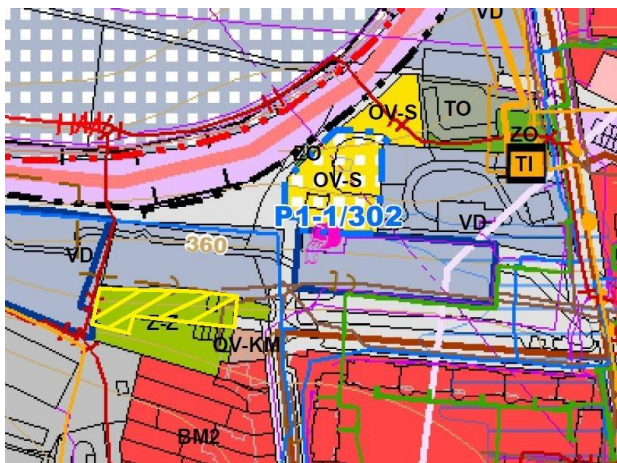 VD
OV-S
TO
ZO
ZO
TI
OV-S
P1-1/302
VD
360
VD
Z-Z
OV-KM
BM2